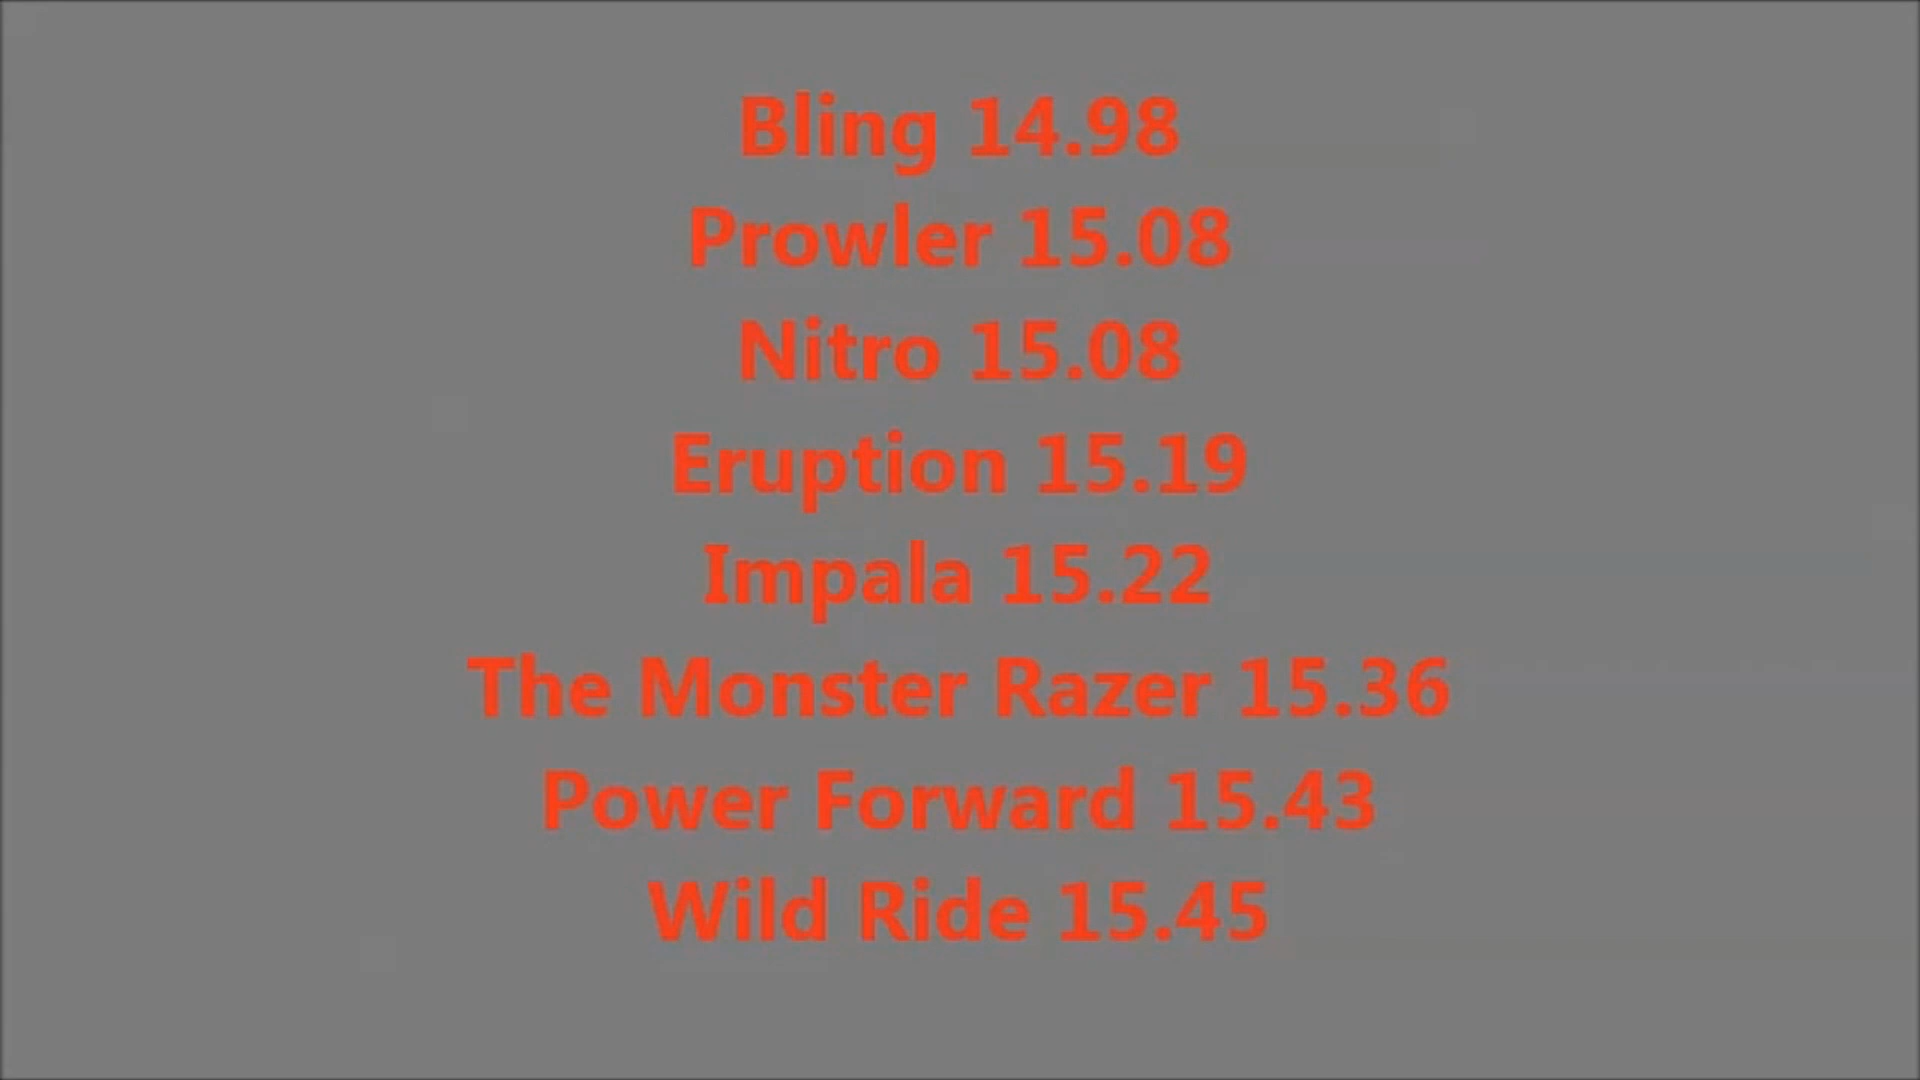 Bling 14.98
Prowler 15.08
Nitro 15.08
Eruption 15.19
Impala 15.22
The Monster Razer 15.36
Power Forward 15.43
Wild Ride 15.45